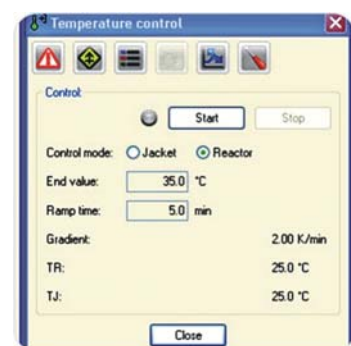 Temperature control
Control:
Start Stop
Control mode: Jacket Reactor
End value: 35.0 °C
Ramp time: 5.0 min
Gradient: 2.00 K/min
TR: 25.0 °C
TJ: 25.0 °C
Close